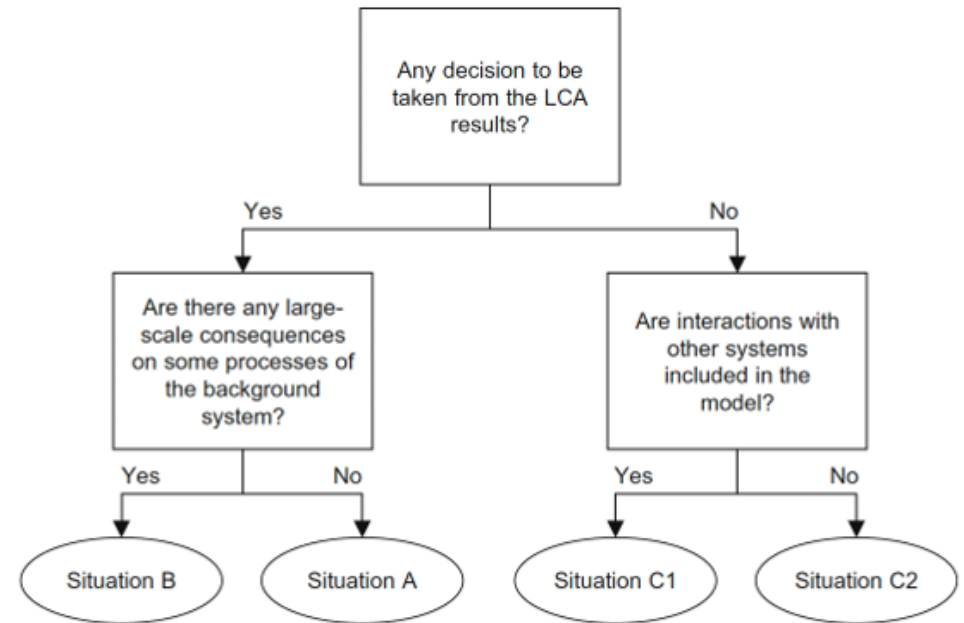 Any decision to be
taken from the LCA
results?
Yes
No
Are there any large-
scale consequences
on some processes of
the background
system?
Are interactions with
other systems
included in the
model?
Yes
No
Yes
No
Situation B
Situation A
Situation C1
Situation C2